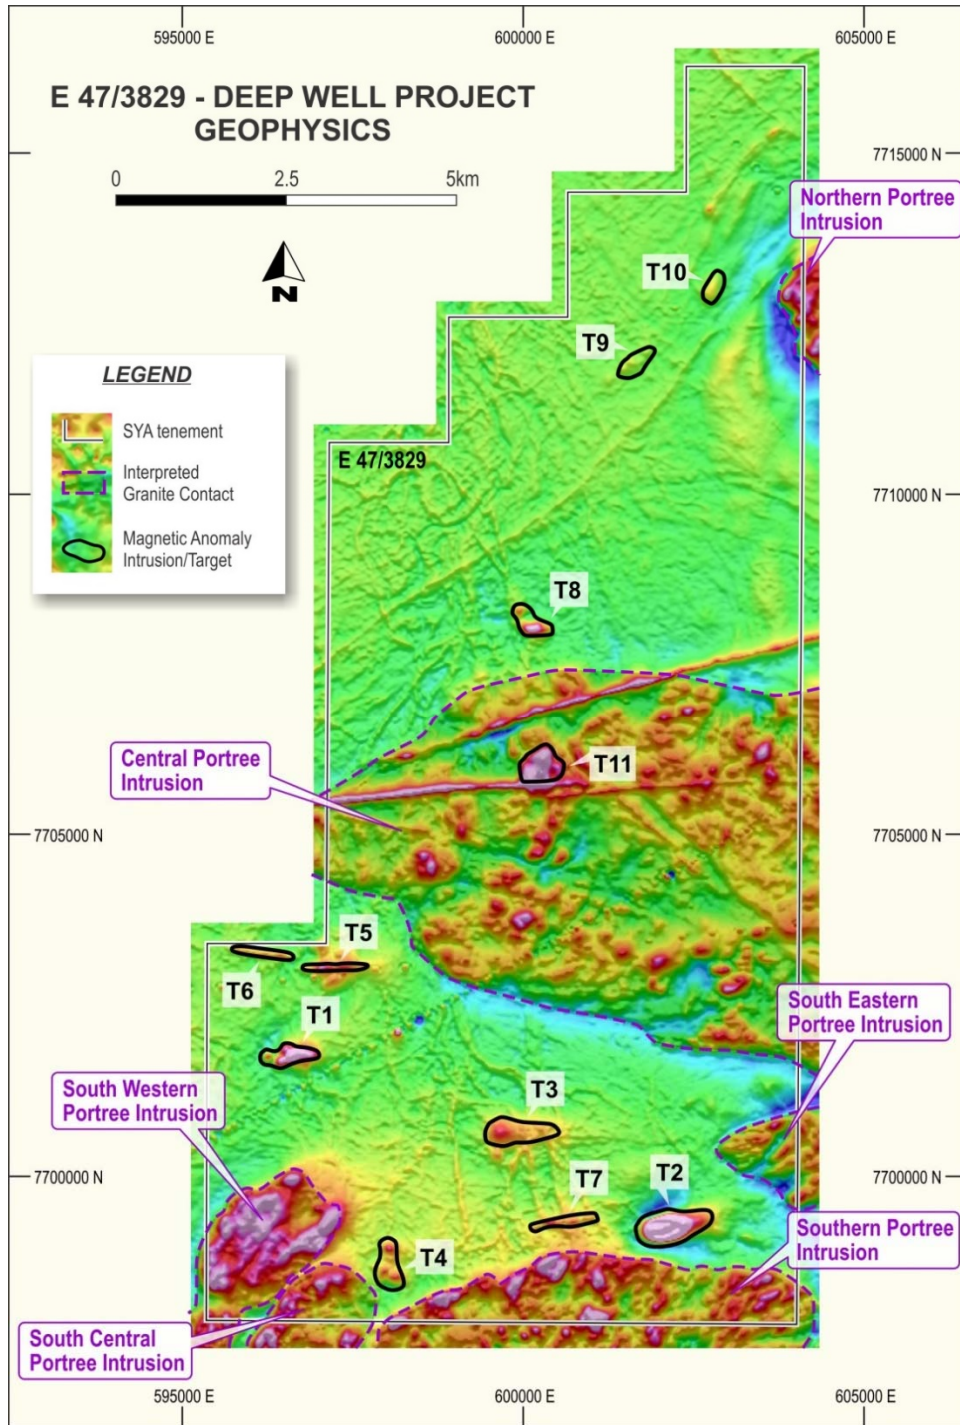 595000 E
600000 E
605000 E
E 47/3829 - DEEP WELL PROJECT
GEOPHYSICS
7715000 N
7715000 N
0
2.5
5km
N
Northern Portree
Intrusion
T10
T9
LEGEND
SYA tenement
Interpreted
Granite Contact
Magnetic Anomaly
Intrusion/Target
E 47/3829
7710000 N
7710000 N
T8
Central Portree
Intrusion
T11
7705000 N
7705000 N
T5
T6
T1
South Eastern
Portree Intrusion
South Western
Portree Intrusion
T3
7700000 N
7700000 N
T7
T2
Southern Portree
Intrusion
T4
South Central
Portree Intrusion
595000 E
600000 E
605000 E